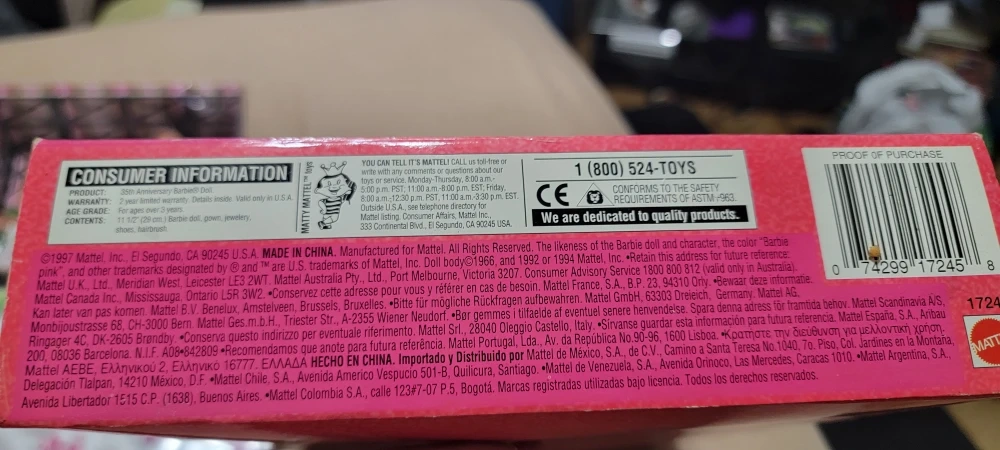 CONSUMER INFORMATION
PRODUCT: 35th Anniversary Barbie® Doll.
WARRANTY: 2 year limited warranty. Details inside. Valid only in U.S.A.
AGE GRADE: For ages over 3 years.
CONTENTS: 11 1/2" (29 cm) Barbie doll, gown, jewelry,
shoes, hairbrush.
MATTY MATTEL™ says
YOU CAN TELL IT'S MATTEL! CALL us toll-free or
write with any comments or questions about our
toys or service. Monday-Thursday, 8:00 a.m.-
5:00 p.m. PST; 11:00 a.m.-8:00 p.m. EST; Friday,
8:00 a.m.-12:30 p.m. PST, 11:00 a.m.-3:30 p.m. EST.
Outside U.S.A., see telephone directory for
Mattel listing. Consumer Affairs, Mattel, Inc.,
333 Continental Blvd., El Segundo, CA 90245 USA.
1 (800) 524-TOYS
CE
CONFORMS TO THE SAFETY
REQUIREMENTS OF ASTM F963.
We are dedicated to quality products.
PROOF OF PURCHASE
0 74299 17245 8
©1997 Mattel, Inc., El Segundo, CA 90245 U.S.A. MADE IN CHINA. Manufactured for Mattel. All Rights Reserved. The likeness of the Barbie doll and character, the color "Barbie
pink", and other trademarks designated by ® and ™ are U.S. trademarks of Mattel, Inc. Doll body©1966, and 1992 or 1994 Mattel, Inc. •Retain this address for future reference:
Mattel U.K., Ltd., Meridian West, Leicester LE3 2WT. Mattel Australia Pty., Ltd., Port Melbourne, Victoria 3207. Consumer Advisory Service 1800 800 812 (valid only in Australia).
Mattel Canada Inc., Mississauga, Ontario L5R 3W2. •Conservez cette adresse pour vous y référer en cas de besoin. Mattel France, S.A., B.P. 23, 94310 Orly. •Bewaar deze informatie.
Kan later van pas komen. Mattel B.V. Benelux, Amstelveen, Brussels, Bruxelles. •Bitte für mögliche Rückfragen aufbewahren. Mattel GmbH, 63303 Dreieich, Germany. Mattel AG,
Monbijoustrasse 68, CH-3000 Bern. Mattel Ges.m.b.H., Triester Str., A-2355 Wiener Neudorf. •Bør gemmes i tilfælde af eventuel senere henvendelse. Spara denna adress för framtida behov. Mattel Scandinavia A/S,
Ringager 4C, DK-2605 Brøndby. •Conserva questo indirizzo per eventuale riferimento. Mattel Srl., 28040 Oleggio Castello, Italy. •Sírvanse guardar esta información para futura referencia. Mattel España, S.A., Aribau
200, 08036 Barcelona. N.I.F. A08•842809 •Recomendamos que anote para futura referência. Mattel Portugal, Lda., Av. da República No.90-96, 1600 Lisboa. •Κρατήστε την διεύθυνση για μελλοντική χρήση.
Mattel AEBE, Ελληνικού 2, Ελληνικό 16777. ΕΛΛΑΔΑ HECHO EN CHINA. Importado y Distribuido por Mattel de México, S.A., de C.V., Camino a Santa Teresa No.1040, 7o. Piso, Col. Jardines en la Montaña,
Delegación Tlalpan, 14210 México, D.F. •Mattel Chile, S.A., Avenida Americo Vespucio 501-B, Quilicura, Santiago. •Mattel de Venezuela, S.A., Avenida Orinoco, Las Mercedes, Caracas 1010. •Mattel Argentina, S.A.,
Avenida Libertador 1515 C.P. (1638), Buenos Aires. •Mattel Colombia S.A., calle 123#7-07 P.5, Bogotá. Marcas registradas utilizadas bajo licencia. Todos los derechos reservados.